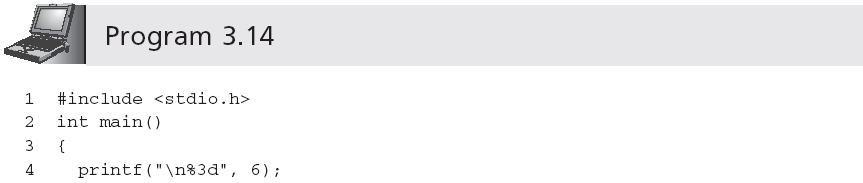 Program 3.14
1 #include <stdio.h>
2 int main()
3 {
4 printf("\n%3d", 6);